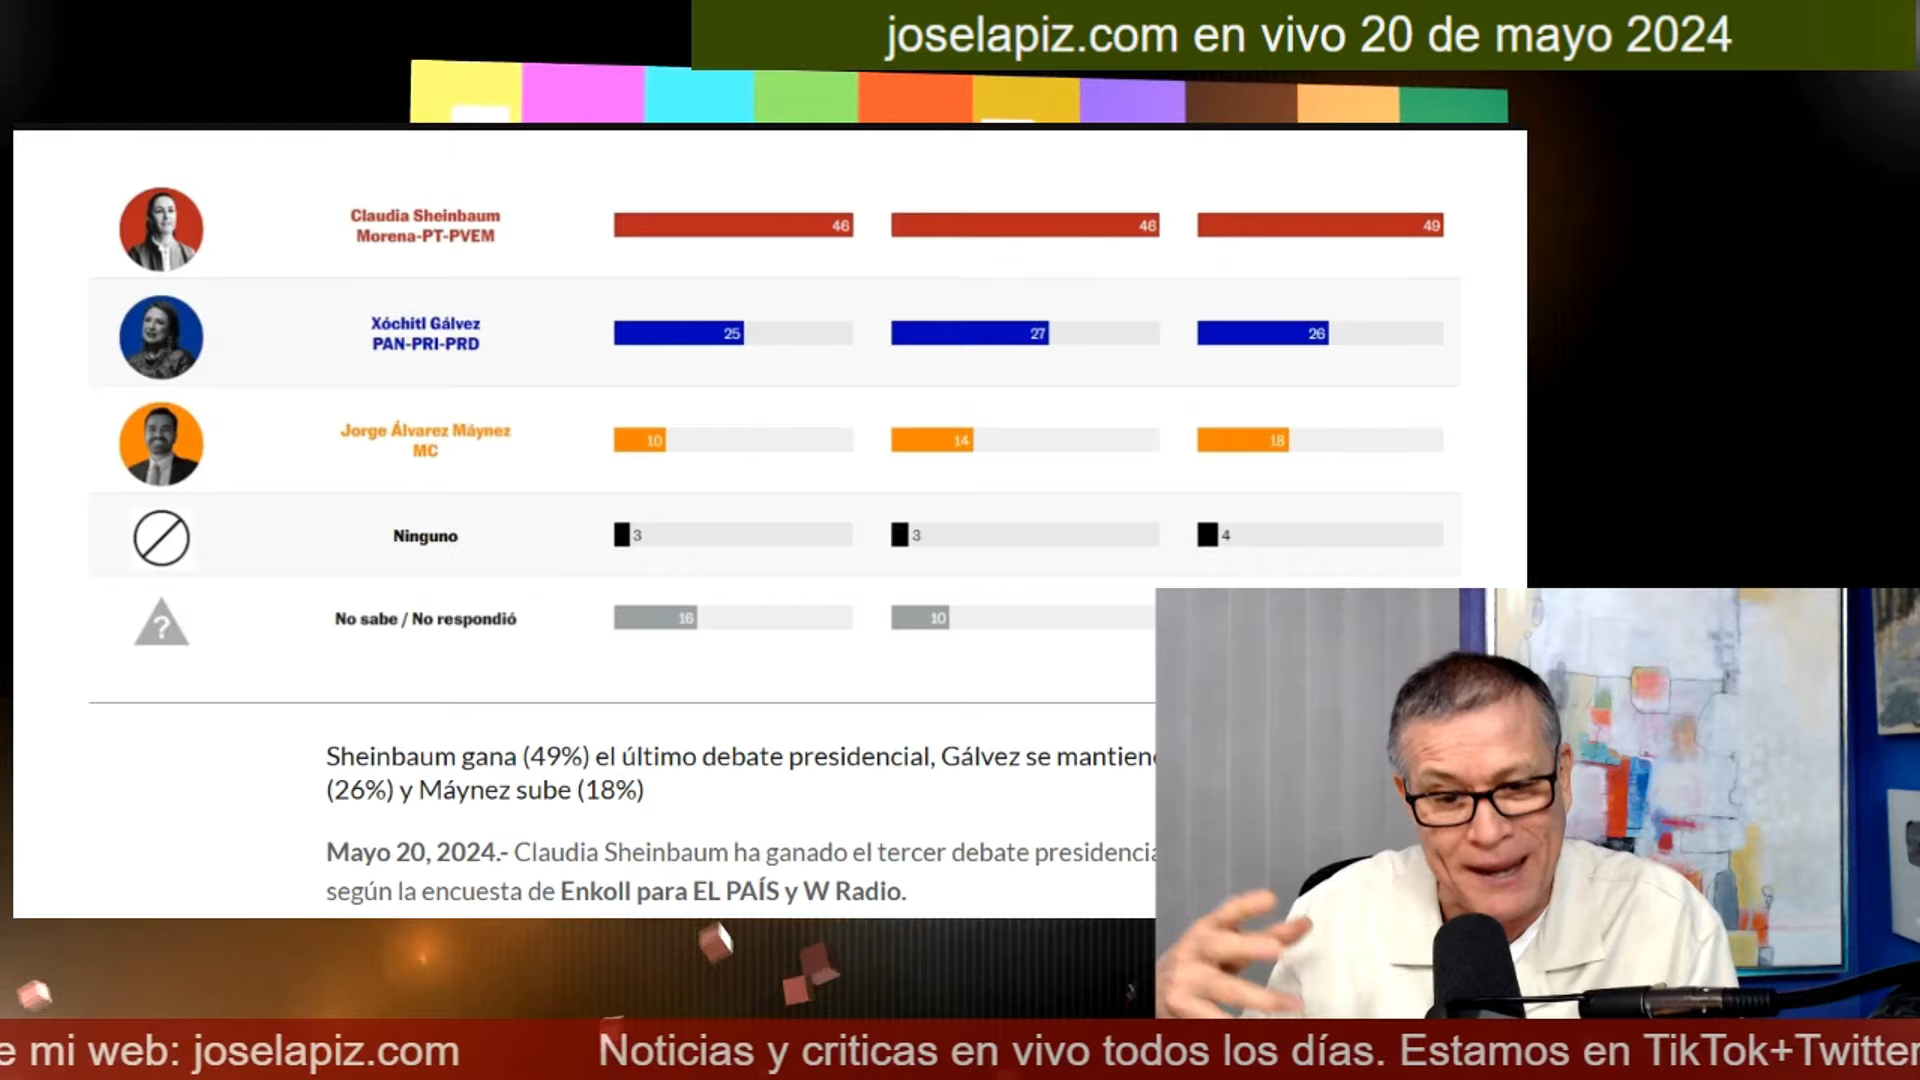 joselapiz.com en vivo 20 de mayo 2024
Claudia Sheinbaum
Morena-PT-PVEM
46
46
49
Xóchitl Gálvez
PAN-PRI-PRD
25
27
26
Jorge Álvarez Máynez
MC
10
14
18
Ninguno
3
3
4
?
No sabe / No respondió
16
10
Sheinbaum gana (49%) el último debate presidencial, Gálvez se mantien
(26%) y Máynez sube (18%)
Mayo 20, 2024.- Claudia Sheinbaum ha ganado el tercer debate presidencia
según la encuesta de Enkoll para EL PAÍS y W Radio.
e mi web: joselapiz.com
Noticias y criticas en vivo todos los días. Estamos en TikTok+Twitter